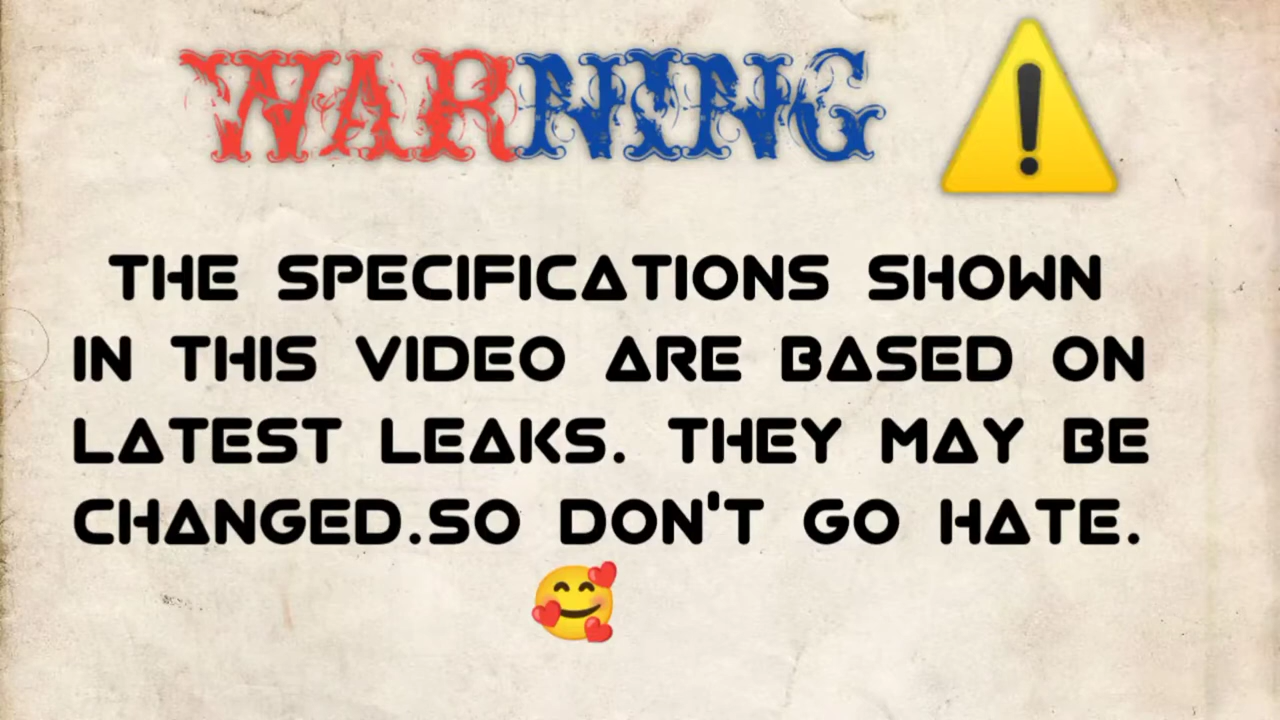 WARNING ⚠️
THE SPECIFICATIONS SHOWN
IN THIS VIDEO ARE BASED ON
LATEST LEAKS. THEY MAY BE
CHANGED.SO DON'T GO HATE.
🥰